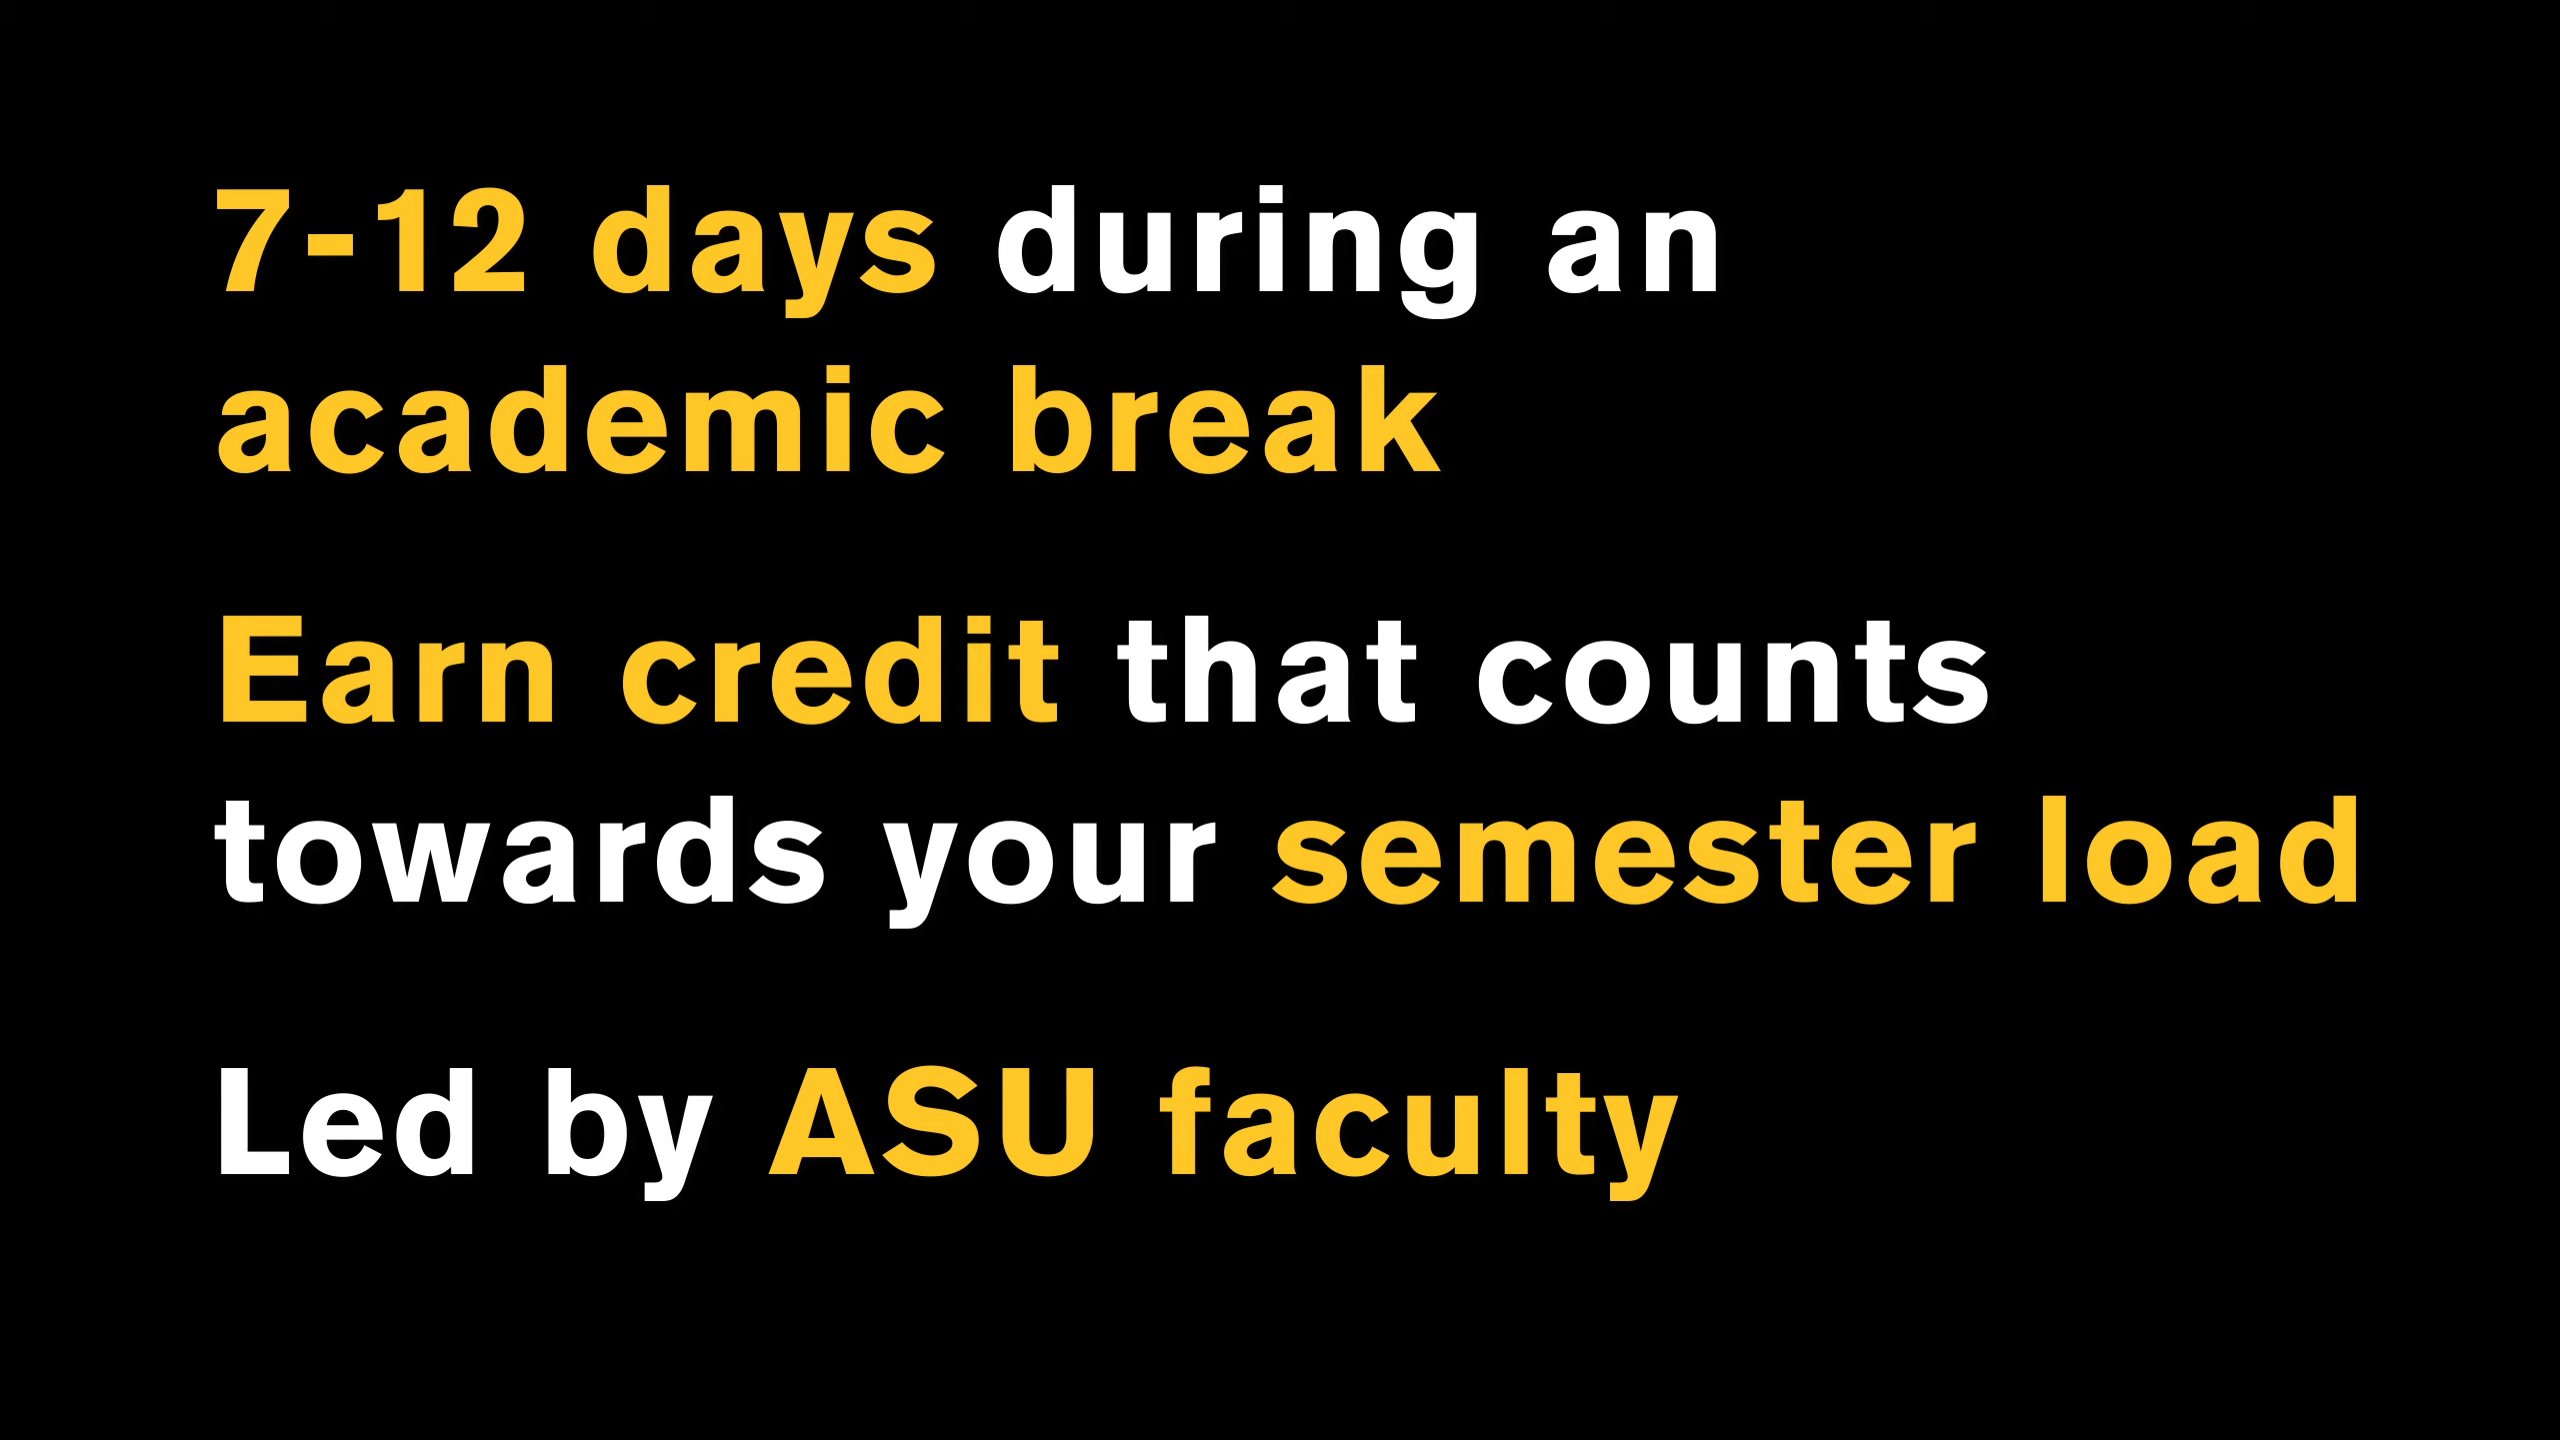 7-12 days during an
academic break
Earn credit that counts
towards your semester load
Led by ASU faculty